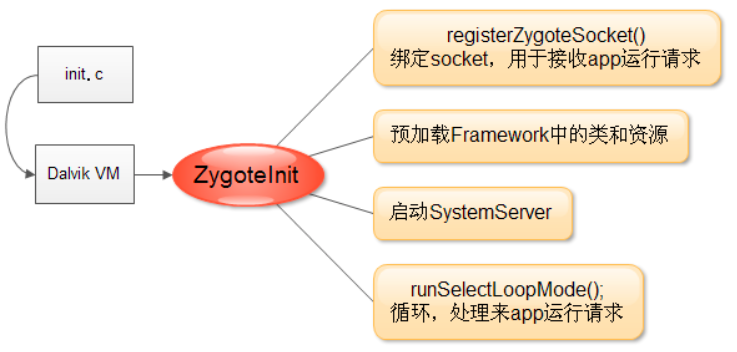 init.c
Dalvik VM
ZygoteInit
registerZygoteSocket()
绑定socket，用于接收app运行请求
预加载Framework中的类和资源
启动SystemServer
runSelectLoopMode();
循环，处理来app运行请求